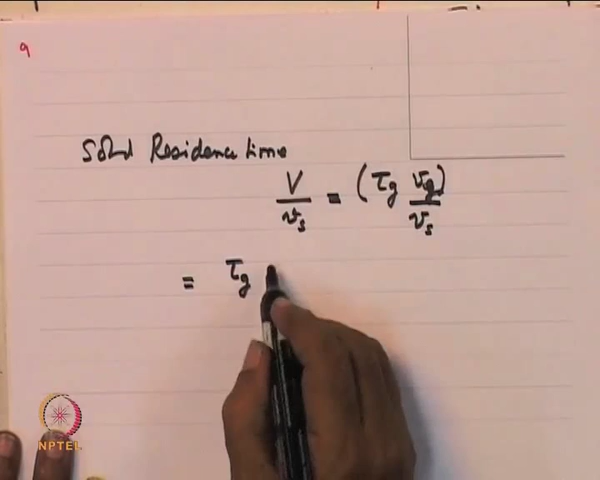 9
Solid Residence time
V / v_s = (τ_g v_g) / v_s
= τ_g
NPTEL